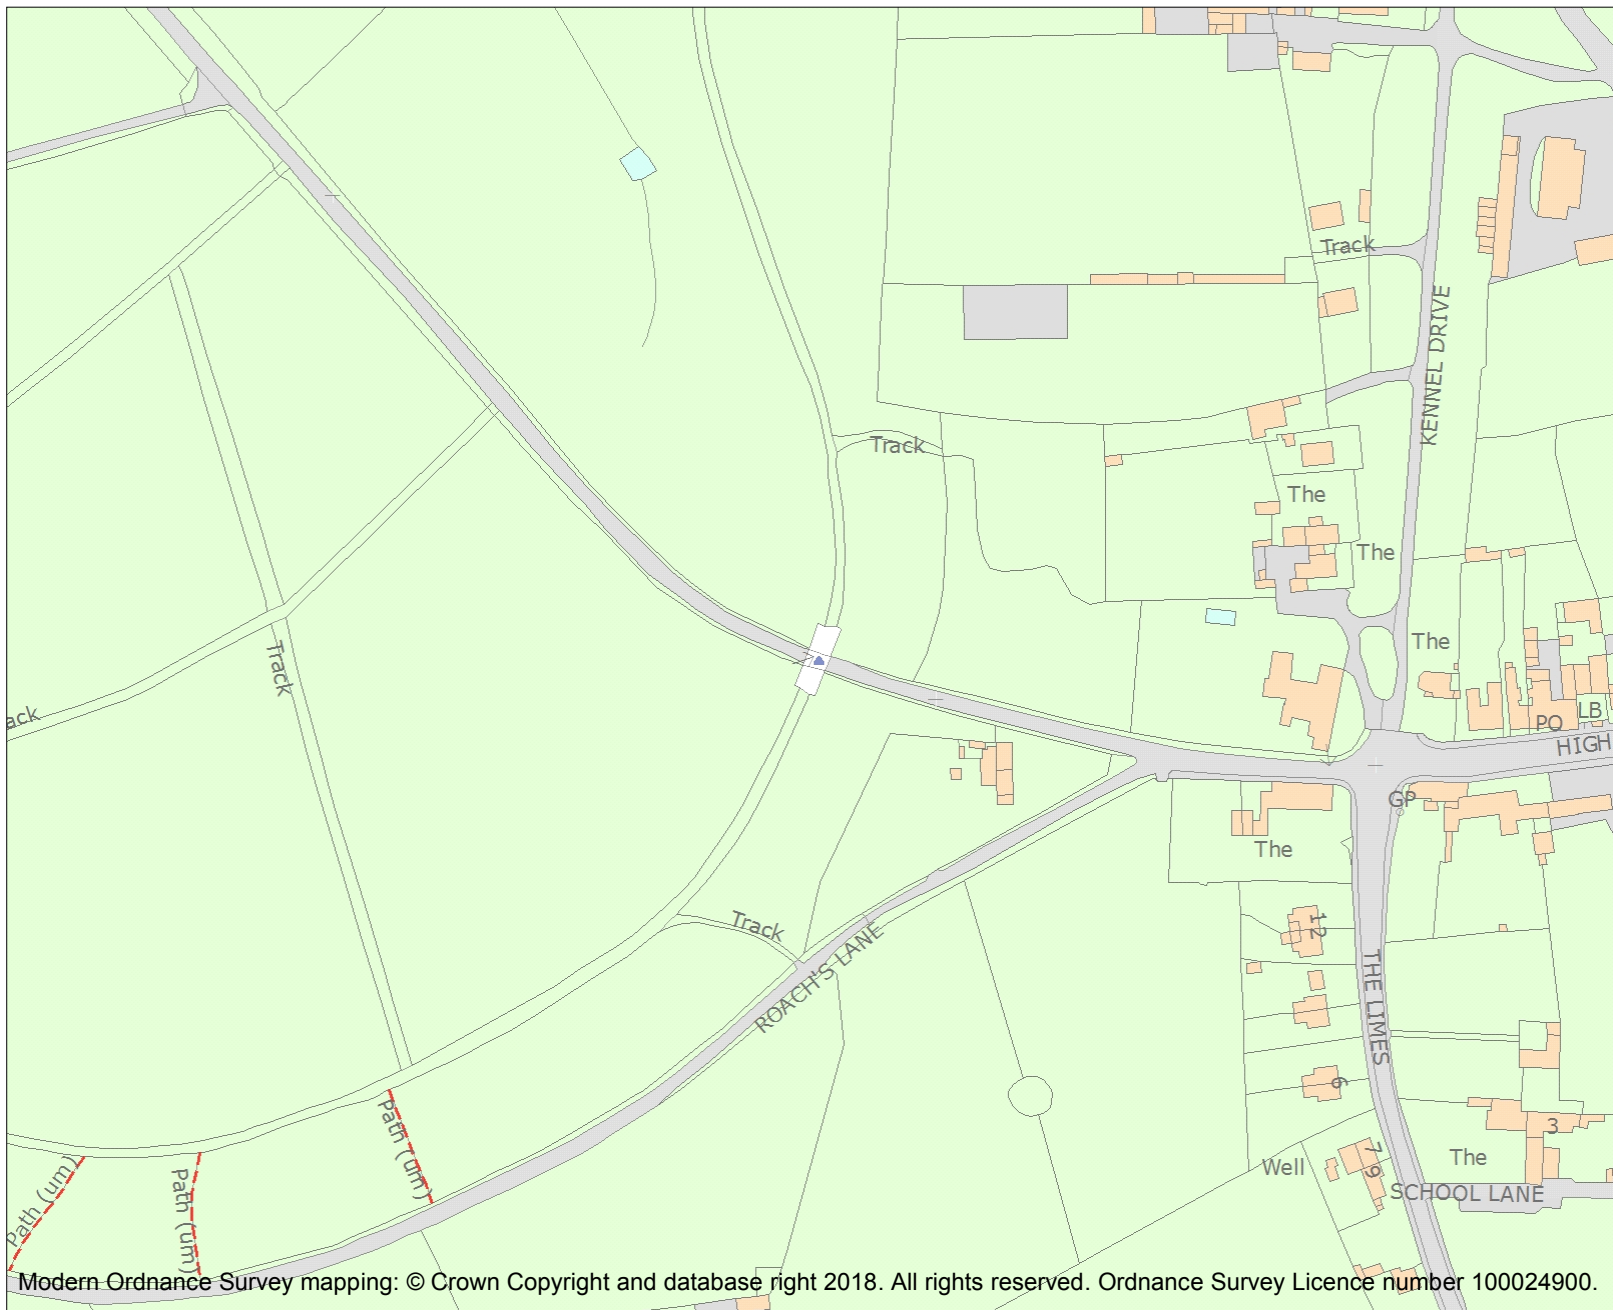 Track
KENNEL DRIVE
Track
The
The
The
Track
ack
PO
LB
HIGH
GP
The
Track
ROACH'S LANE
12
THE LIMES
6
Path (um)
3
7
9
The
Well
Path (um)
Path (um)
SCHOOL LANE
Modern Ordnance Survey mapping: © Crown Copyright and database right 2018. All rights reserved. Ordnance Survey Licence number 100024900.